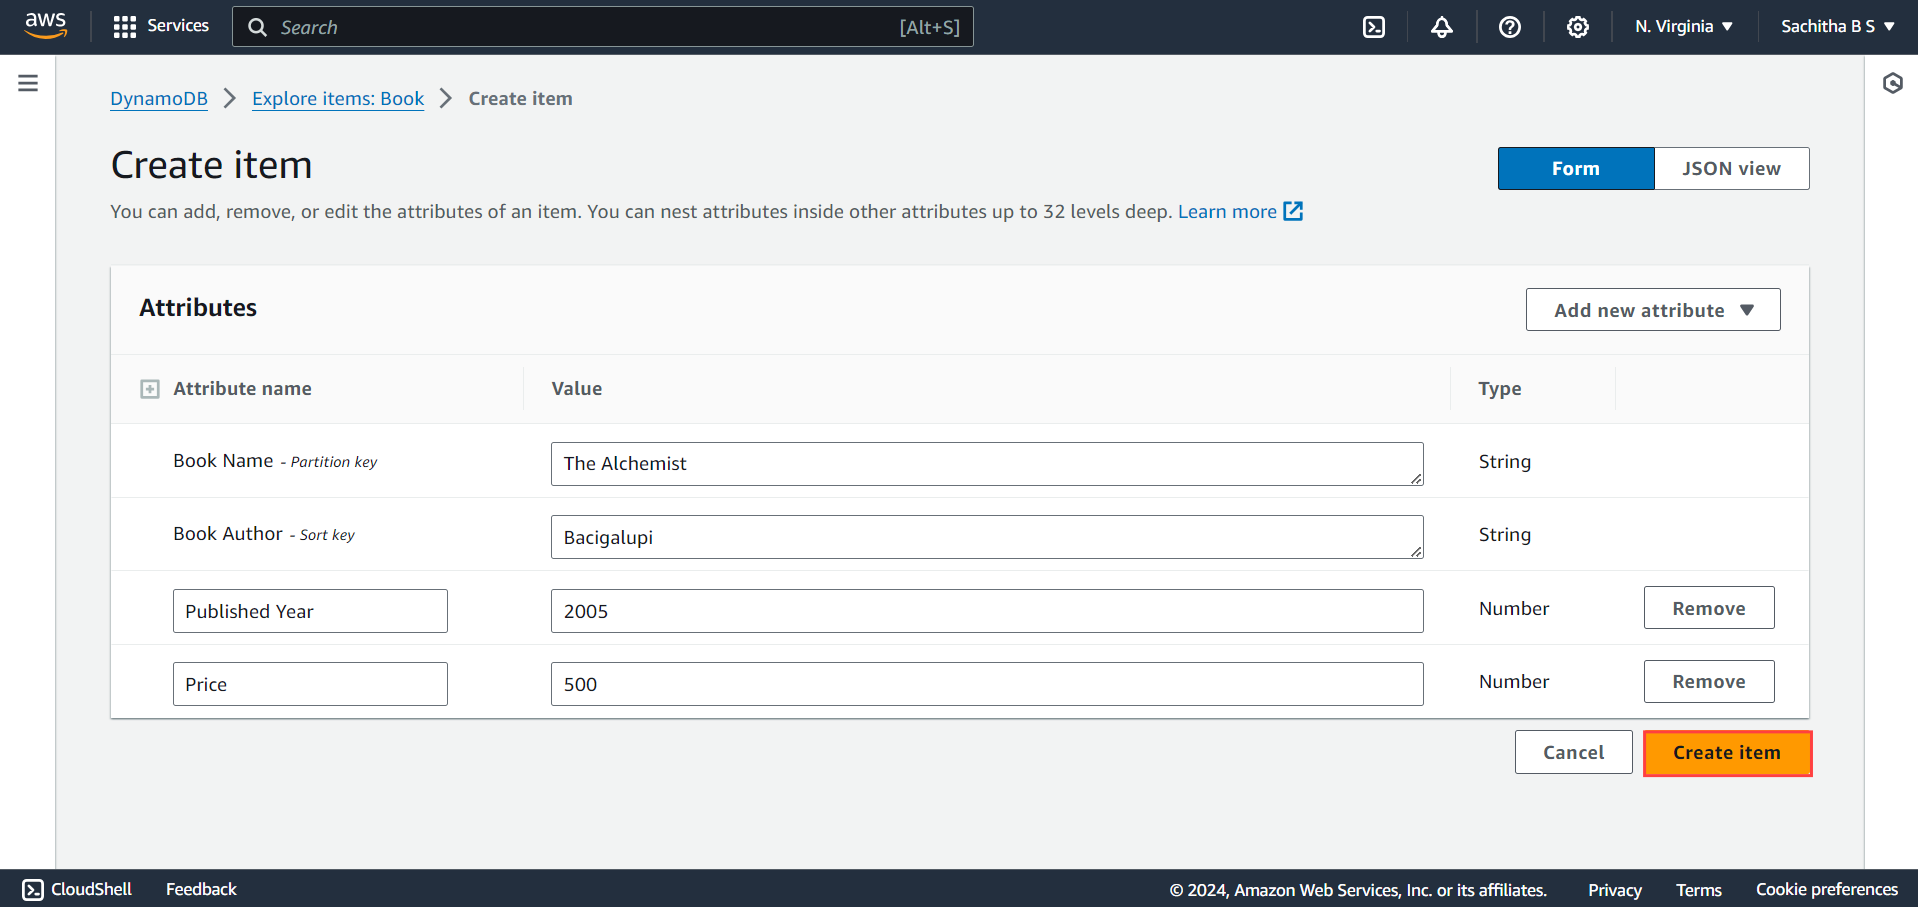 aws Services Search [Alt+S] N. Virginia Sachitha B S
DynamoDB Explore items: Book Create item
Create item
Form JSON view
You can add, remove, or edit the attributes of an item. You can nest attributes inside other attributes up to 32 levels deep. Learn more
Attributes
Add new attribute
Attribute name Value Type
Book Name - Partition key The Alchemist String
Book Author - Sort key Bacigalupi String
Published Year 2005 Number Remove
Price 500 Number Remove
Cancel Create item
CloudShell Feedback © 2024, Amazon Web Services, Inc. or its affiliates. Privacy Terms Cookie preferences